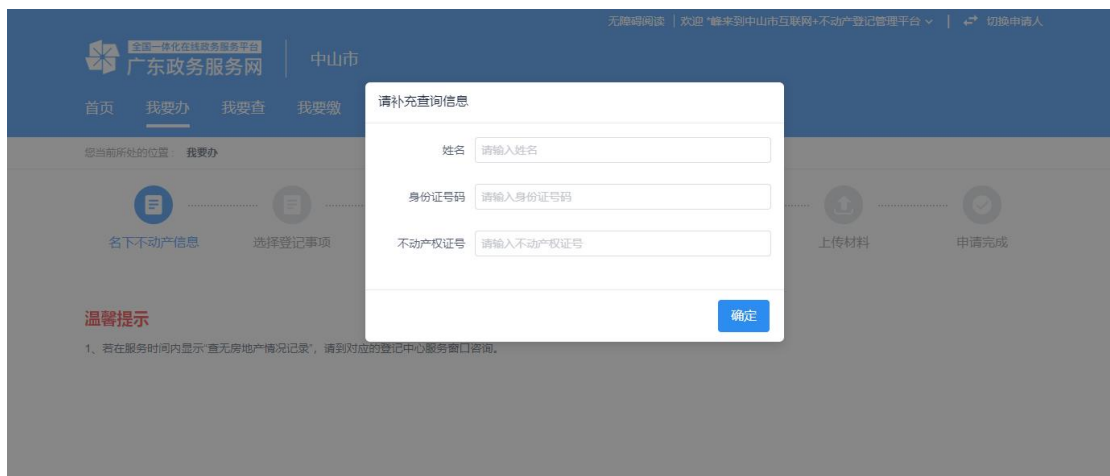 无障碍阅读 | 欢迎 *峰来到中山市互联网+不动产登记管理平台 | 切换申请人
全国一体化在线政务服务平台
广东政务服务网 中山市
首页 我要办 我要查 我要缴
请补充查询信息
姓名 请输入姓名
您当前所处的位置: 我要办
身份证号码 请输入身份证号码
名下不动产信息 选择登记事项 不动产权证号 请输入不动产权证号 上传材料 申请完成
确定
温馨提示
1、若在服务时间内显示“查无房地产情况记录”,请到对应的登记中心服务窗口咨询。